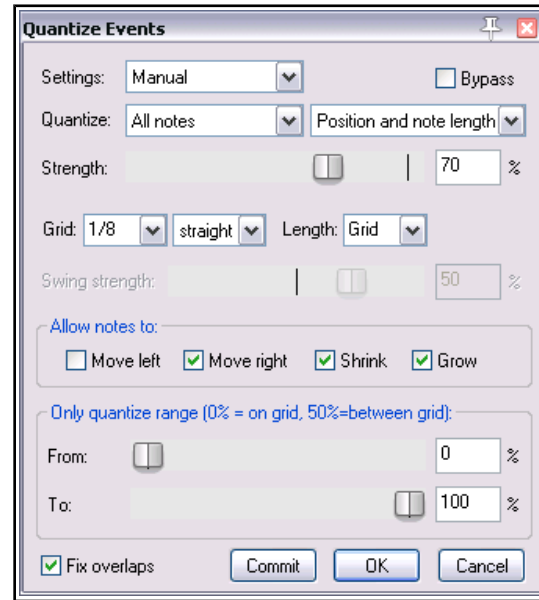 Quantize Events
Settings: Manual Bypass
Quantize: All notes Position and note length
Strength: 70 %
Grid: 1/8 straight Length: Grid
Swing strength: 50 %
Allow notes to:
Move left Move right Shrink Grow
Only quantize range (0% = on grid, 50%=between grid):
From: 0 %
To: 100 %
Fix overlaps Commit OK Cancel